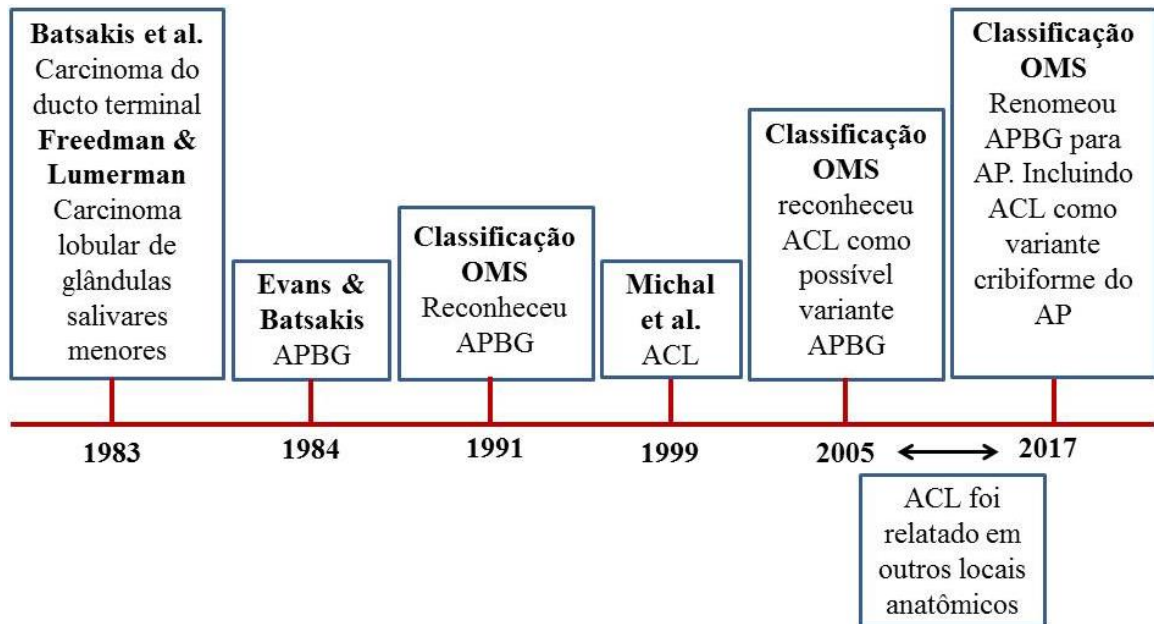 Batsakis et al.
Carcinoma do
ducto terminal
Freedman &
Lumerman
Carcinoma
lobular de
glândulas
salivares
menores
Evans &
Batsakis
APBG
Classificação
OMS
Reconheceu
APBG
Michal
et al.
ACL
Classificação
OMS
reconheceu
ACL como
possível
variante
APBG
Classificação
OMS
Renomeou
APBG para
AP. Incluindo
ACL como
variante
cribiforme do
AP
1983
1984
1991
1999
2005
2017
ACL foi
relatado em
outros locais
anatômicos